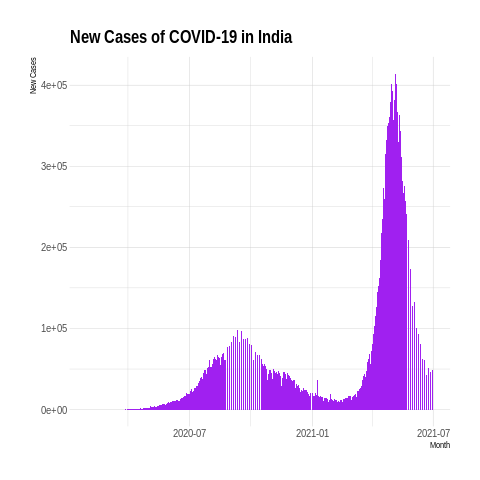 New Cases of COVID-19 in India
New Cases
4e+05
3e+05
2e+05
1e+05
0e+00
2020-07
2021-01
2021-07
Month